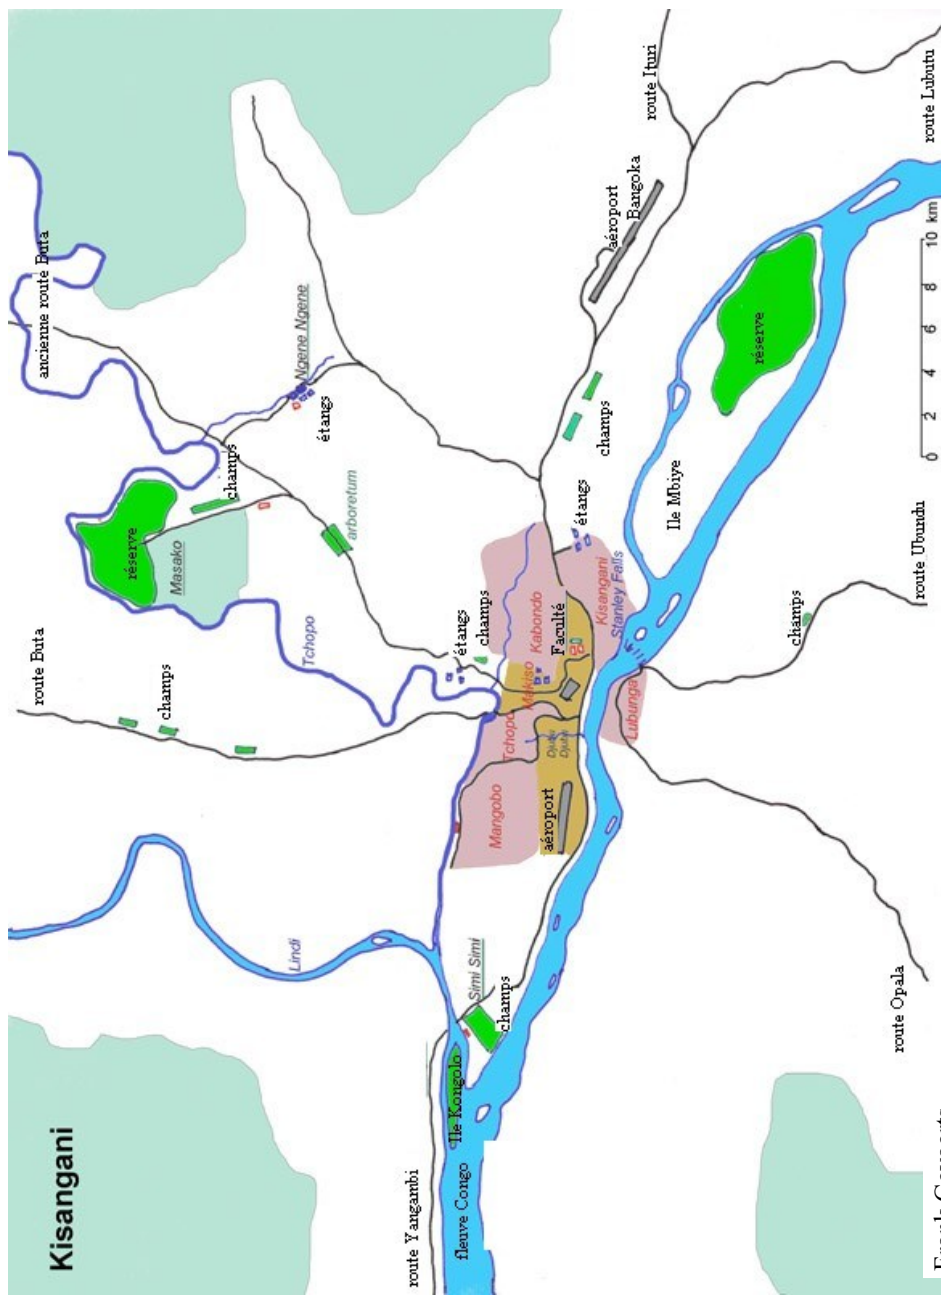 Kisangani
route Yangambi
fleuve Congo
Ile Kongolo
Simi Simi
champs
Lindi
route Buta
champs
Tchopo
réserve
Masako
champs
ancienne route Buta
Ngene Ngene
étangs
arboretum
étangs
champs
Mangobo
Tchopo
Makiso
Kabondo
Faculté
Kisangani
Stanley Falls
étangs
aéroport
Djubu
Djubu
Lubunga
champs
aéroport
Bangoka
route Ituri
route Lubutu
réserve
Ile Mbiye
champs
route Ubundu
route Opala
0 2 4 6 8 10 km